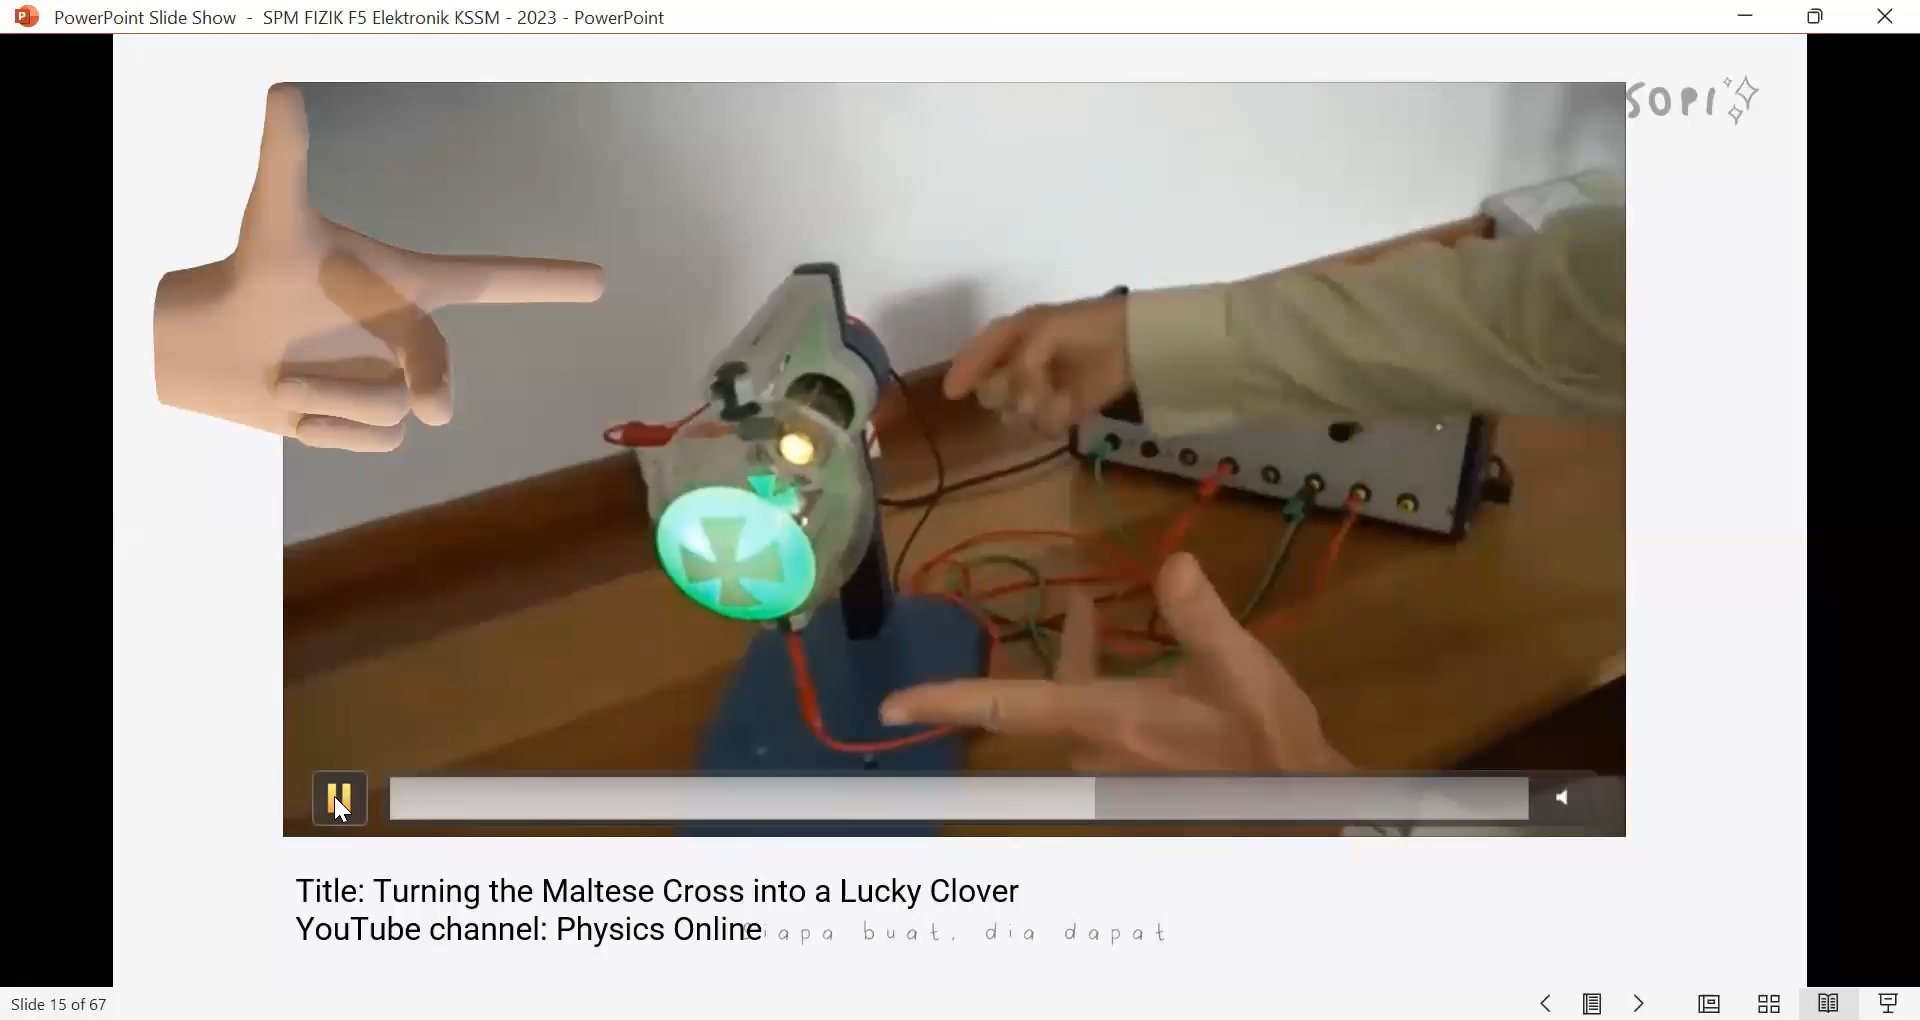 PowerPoint Slide Show - SPM FIZIK F5 Elektronik KSSM - 2023 - PowerPoint
SOPI
Title: Turning the Maltese Cross into a Lucky Clover
YouTube channel: Physics Online
iapa buat, dia dapat
Slide 15 of 67